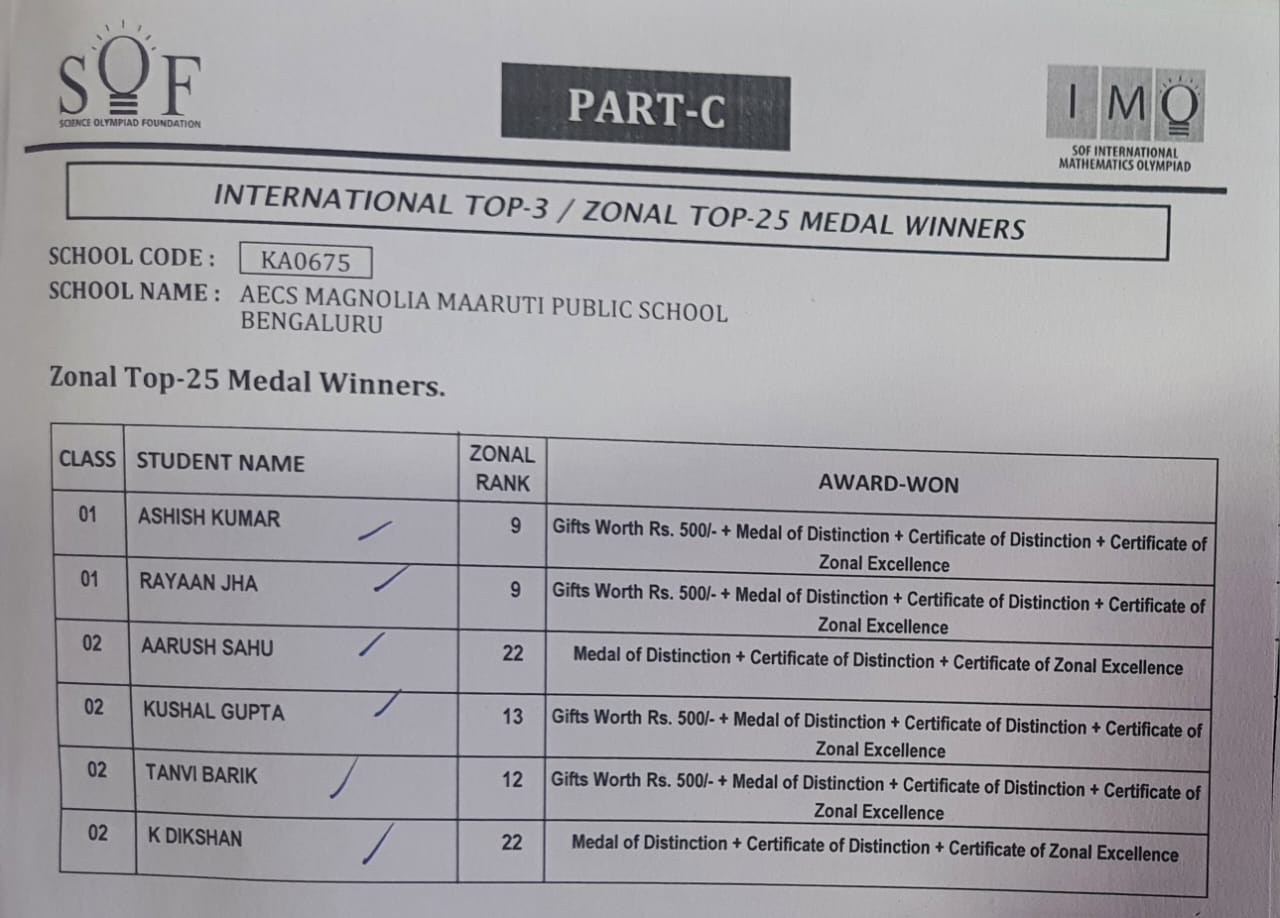 SOF
SCIENCE OLYMPIAD FOUNDATION
PART-C
IMO
SOF INTERNATIONAL
MATHEMATICS OLYMPIAD
INTERNATIONAL TOP-3 / ZONAL TOP-25 MEDAL WINNERS
SCHOOL CODE : KA0675
SCHOOL NAME : AECS MAGNOLIA MAARUTI PUBLIC SCHOOL
BENGALURU
Zonal Top-25 Medal Winners.
CLASS STUDENT NAME ZONAL RANK AWARD-WON
01 ASHISH KUMAR 9 Gifts Worth Rs. 500/- + Medal of Distinction + Certificate of Distinction + Certificate of
Zonal Excellence
01 RAYAAN JHA 9 Gifts Worth Rs. 500/- + Medal of Distinction + Certificate of Distinction + Certificate of
Zonal Excellence
02 AARUSH SAHU 22 Medal of Distinction + Certificate of Distinction + Certificate of Zonal Excellence
02 KUSHAL GUPTA 13 Gifts Worth Rs. 500/- + Medal of Distinction + Certificate of Distinction + Certificate of
Zonal Excellence
02 TANVI BARIK 12 Gifts Worth Rs. 500/- + Medal of Distinction + Certificate of Distinction + Certificate of
Zonal Excellence
02 K DIKSHAN 22 Medal of Distinction + Certificate of Distinction + Certificate of Zonal Excellence